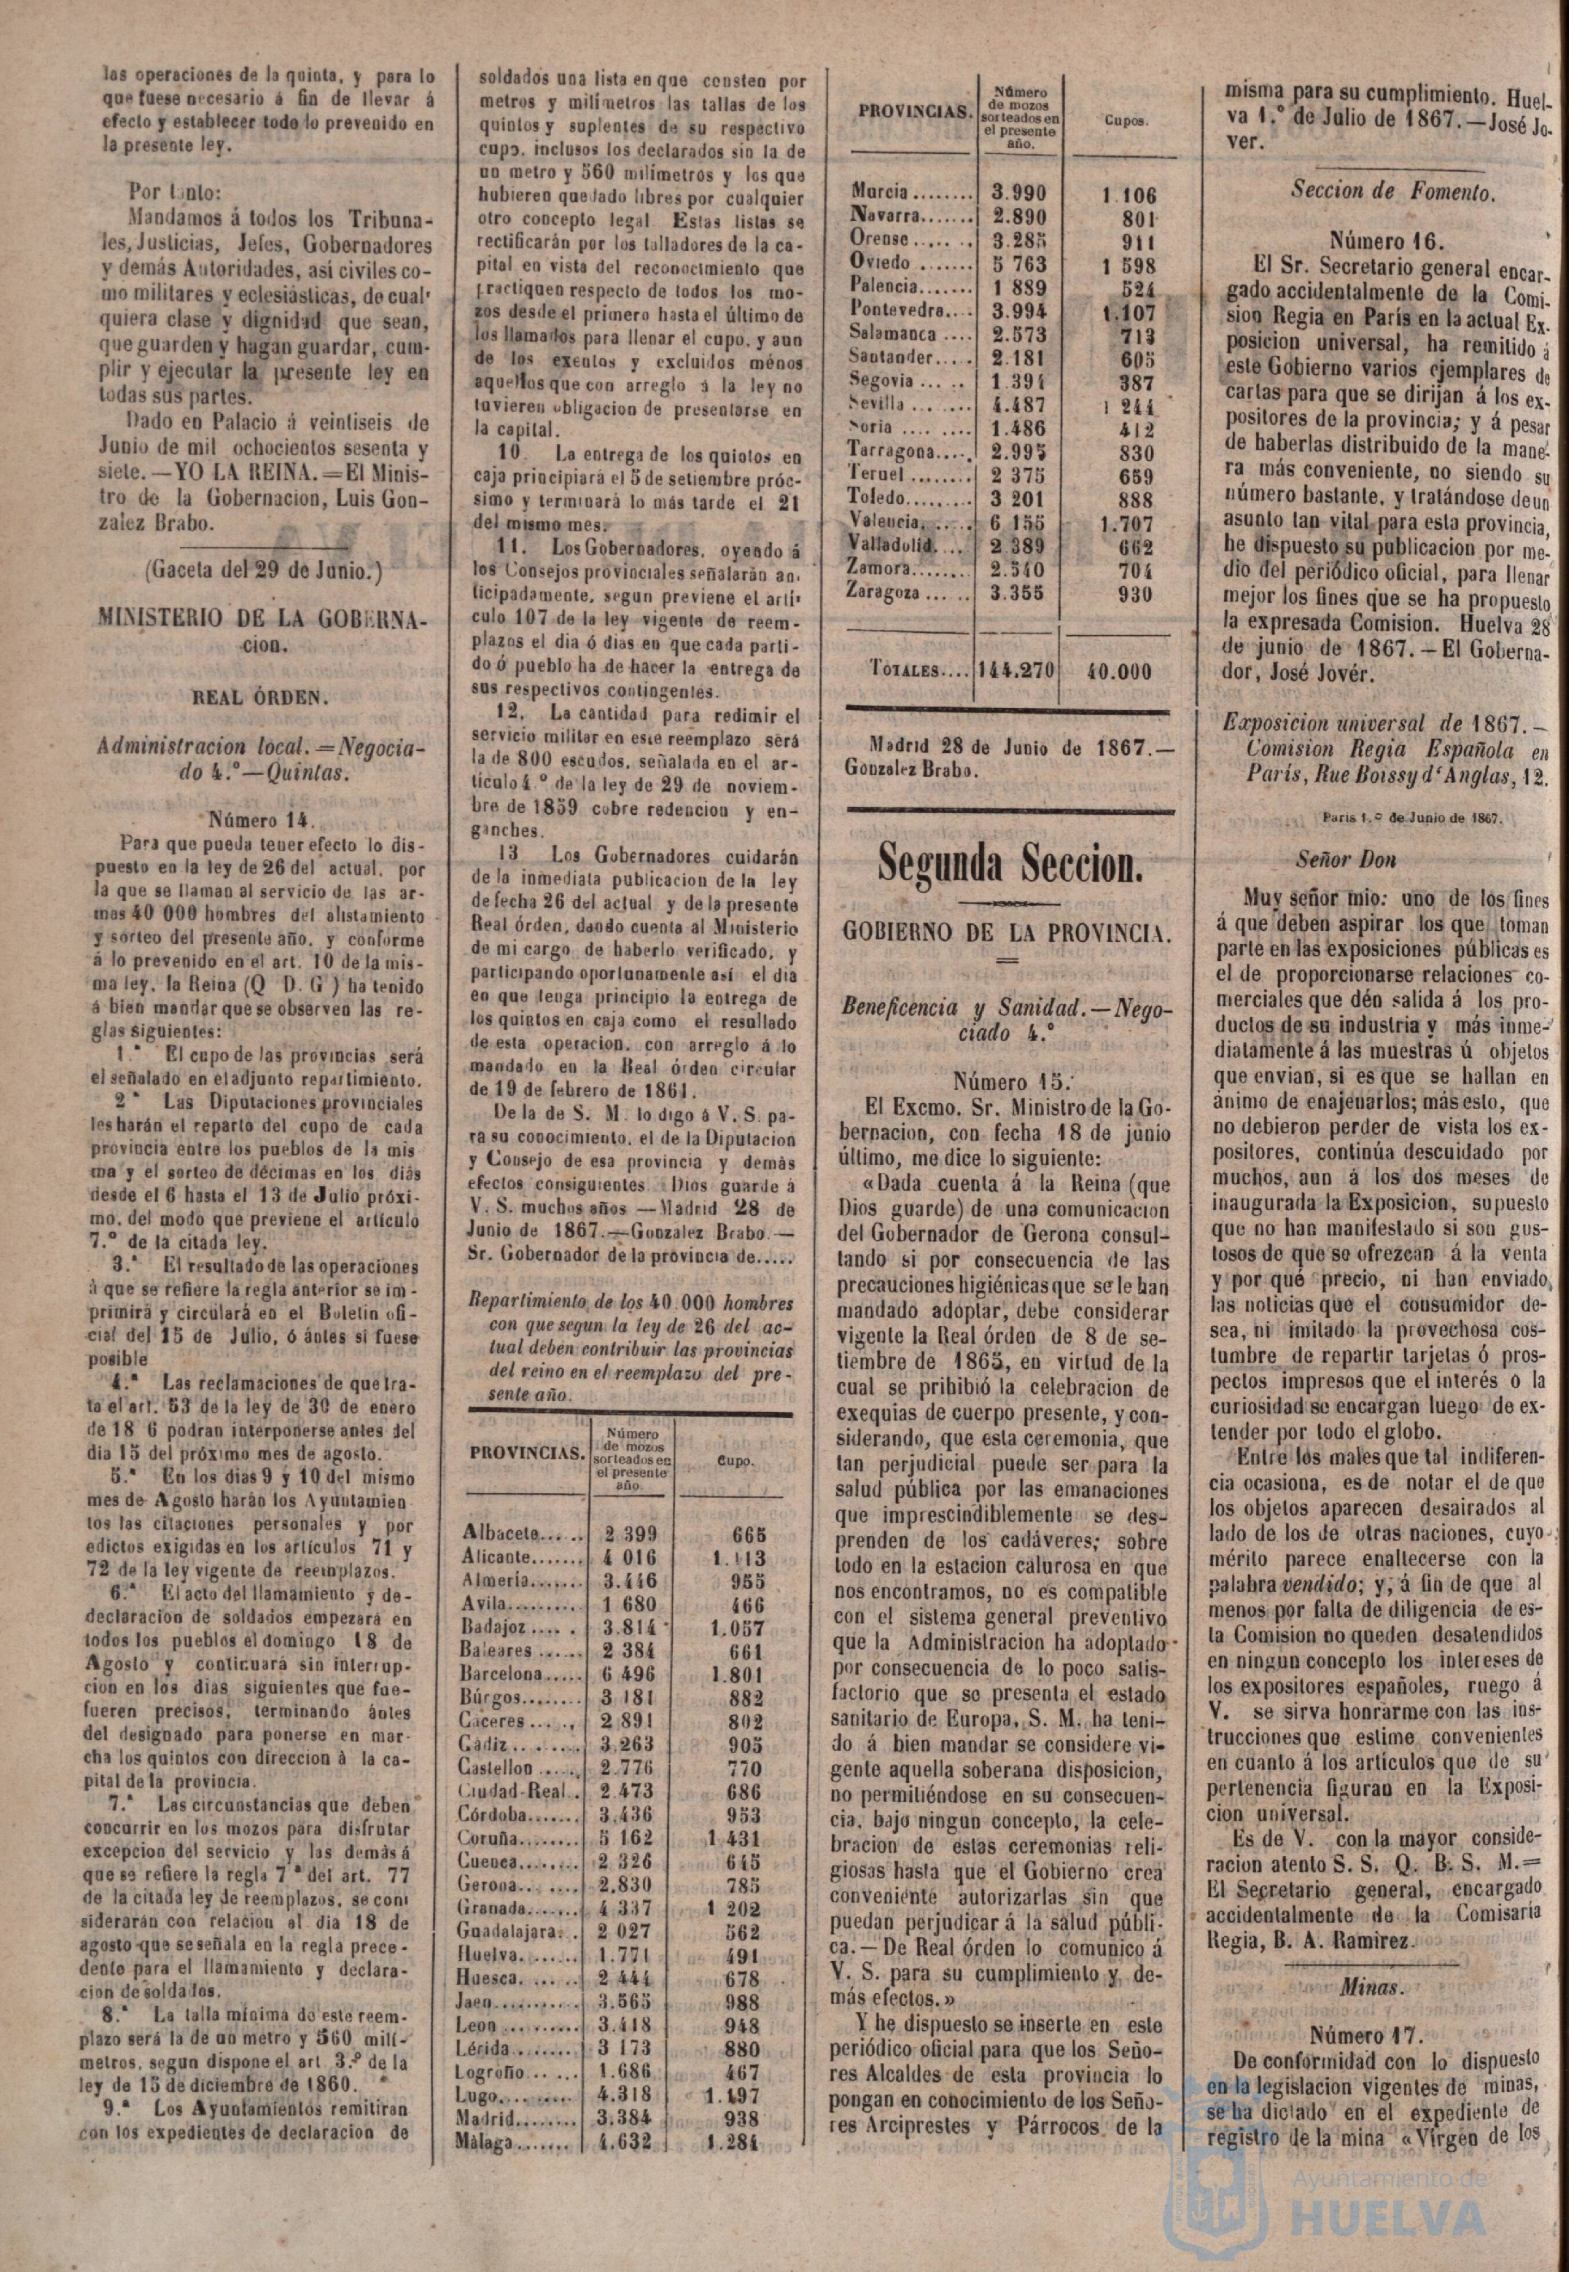 las operaciones de la quinta, y para lo
que fuese necesario á fin de llevar á
efecto y establecer todo lo prevenido en
la presente ley.
Por tanto:
Mandamos á todos los Tribuna-
les, Justicias, Jefes, Gobernadores
y demás Autoridades, así civiles co-
mo militares y eclesiásticas, de cual-
quiera clase y dignidad que sean,
que guarden y hagan guardar, cum-
plir y ejecutar la presente ley en
todas sus partes.
Dado en Palacio á veintiseis de
Junio de mil ochocientos sesenta y
siete.—YO LA REINA.=El Minis-
tro de la Gobernacion, Luis Gon-
zalez Brabo.
(Gaceta del 29 de Junio.)
MINISTERIO DE LA GOBERNA-
cion.
REAL ÓRDEN.
Administracion local.=Negocia-
do 4.º—Quintas.
Número 14.
Para que pueda tener efecto lo dis-
puesto en la ley de 26 del actual, por
la que se llaman al servicio de las ar-
mas 40 000 hombres del alistamiento
y sorteo del presente año, y conforme
á lo prevenido en el art. 10 de la mis-
ma ley, la Reina (Q D. G ) ha tenido
á bien mandar que se observen las re-
glas siguientes:
1.ª El cupo de las provincias será
el señalado en el adjunto repartimiento.
2ª Las Diputaciones provinciales
les harán el reparto del cupo de cada
provincia entre los pueblos de la mis
ma y el sorteo de décimas en los dias
desde el 6 hasta el 13 de Julio próxi-
mo, del modo que previene el artículo
7.º de la citada ley.
3.ª El resultado de las operaciones
á que se refiere la regla anterior se im-
primirá y circulará en el Boletin ofi-
cial del 15 de Julio, ó ántes si fuese
posible
4.ª Las reclamaciones de que tra-
ta el art. 53 de la ley de 30 de enero
de 18 6 podran interponerse antes del
dia 15 del próximo mes de agosto.
5.ª En los dias 9 y 10 del mismo
mes de Agosto harán los Ayuntamien
tos las citaciones personales y por
edictos exigidas en los artículos 71 y
72 de la ley vigente de reemplazos.
6.ª El acto del llamamiento y de-
declaracion de soldados empezará en
todos los pueblos el domingo 18 de
Agosto y continuará sin interrup-
cion en los dias siguientes que fue-
fueren precisos, terminando ántes
del designado para ponerse en mar-
cha los quintos con direccion á la ca-
pital de la provincia.
7.ª Las circunstancias que deben
concurrir en los mozos para disfrutar
excepcion del servicio y las demás á
que se refiere la regla 7ª del art. 77
de la citada ley de reemplazos, se con
siderarán con relacion al dia 18 de
agosto que se señala en la regla prece-
dente para el llamamiento y declara-
cion de soldados.
8.ª La talla mínima de este reem-
plazo será la de un metro y 560 milí-
metros, segun dispone el art 3.º de la
ley de 15 de diciembre de 1860.
9.ª Los Ayuntamientos remitiran
con los expedientes de declaracion de
soldados una lista en que consten por
metros y milímetros las tallas de los
quintos y suplentes de su respectivo
cupo, inclusos los declarados sin la de
un metro y 560 milímetros y los que
hubieren quedado libres por cualquier
otro concepto legal Estas listas se
rectificarán por los talladores de la ca-
pital en vista del reconocimiento que
practiquen respecto de todos los mo-
zos desde el primero hasta el último de
los llamados para llenar el cupo, y aun
de los exentos y excluidos ménos
aquellos que con arreglo á la ley no
tuvieren obligacion de presentarse en
la capital.
10. La entrega de los quintos en
caja principiará el 5 de setiembre próc-
simo y terminará lo más tarde el 21
del mismo mes.
11. Los Gobernadores, oyendo á
los Consejos provinciales señalarán an-
ticipadamente, segun previene el artí-
culo 107 de la ley vigente de reem-
plazos el dia ó dias en que cada parti-
do ó pueblo ha de hacer la entrega de
sus respectivos contingentes.
12. La cantidad para redimir el
servicio militar en este reemplazo será
la de 800 escudos, señalada en el ar-
tículo 4.º de la ley de 29 de noviem-
bre de 1859 cobre redencion y en-
ganches.
13 Los Gobernadores cuidarán
de la inmediata publicacion de la ley
de fecha 26 del actual y de la presente
Real órden, dando cuenta al Ministerio
de mi cargo de haberlo verificado, y
participando oportunamente así el dia
en que tenga principio la entrega de
los quintos en caja como el resultado
de esta operacion, con arreglo á lo
mandado en la Real órden circular
de 19 de febrero de 1861.
De la de S. M. lo digo á V. S. pa-
ra su conocimiento, el de la Diputacion
y Consejo de esa provincia y demás
efectos consiguientes Dios guarde á
V. S. muchos años —Madrid 28 de
Junio de 1867.—Gonzalez Brabo.—
Sr. Gobernador de la provincia de.....
Repartimiento de los 40.000 hombres
con que segun la ley de 26 del ac-
tual deben contribuir las provincias
del reino en el reemplazo del pre-
sente año.
PROVINCIAS. Número de mozos sorteados en el presente año. Cupo.
Albacete...... 2 399 665
Alicante....... 4 016 1.113
Almería....... 3.446 955
Avila.......... 1 680 466
Badajoz..... . 3.814 1.057
Baleares ...... 2 384 661
Barcelona...... 6 496 1.801
Búrgos........ 3 181 882
Cáceres ..... , 2 891 802
Cádiz.. ....... 3.263 905
Castellon ...... 2.776 770
Ciudad-Real.. 2 473 686
Córdoba....... 3.436 953
Coruña........ 5 162 1 431
Cuenca........ 2 326 645
Gerona... ..... 2.830 785
Granada....... 4 337 1 202
Guadalajara. . 2 027 562
Huelva. ...... 1.771 491
Huesca. ... ... 2 444 678
Jaen........... 3.565 988
Leon .......... 3.418 948
Lérida ........ 3 173 880
Logroño... ... 1.686 467
Lugo... ...... 4.318 1.197
Madrid........ 3.384 938
Málaga....... 4.632 1.284
PROVINCIAS. Número de mozos sorteados en el presente año. Cupos.
Murcia ........ 3.990 1 106
Navarra....... 2.890 801
Orense ..... .. 3.285 911
Oviedo ....... 5 763 1 598
Palencia....... 1 889 524
Pontevedra.... 3.994 1.107
Salamanca .... 2.573 713
Santander..... 2.181 605
Segovia ... .. 1.394 387
Sevilla ... .... 4.487 1 244
Soria .... .... 1.486 412
Tarragona..... 2.995 830
Teruel ........ 2 375 659
Toledo......... 3 201 888
Valencia. ..... 6 155 1.707
Valladolid. ... 2 389 662
Zamora........ 2.540 704
Zaragoza ... .. 3.355 930
TOTALES.... 144.270 40.000
Madrid 28 de Junio de 1867.—
Gonzalez Brabo.
Segunda Seccion.
GOBIERNO DE LA PROVINCIA.
Beneficencia y Sanidad.—Nego-
ciado 4.º
Número 15.
El Excmo. Sr. Ministro de la Go-
bernacion, con fecha 18 de junio
último, me dice lo siguiente:
«Dada cuenta á la Reina (que
Dios guarde) de una comunicacion
del Gobernador de Gerona consul-
tando si por consecuencia de las
precauciones higiénicas que se le han
mandado adoptar, debe considerar
vigente la Real órden de 8 de se-
tiembre de 1865, en virtud de la
cual se prihibió la celebracion de
exequias de cuerpo presente, y con-
siderando, que esta ceremonia, que
tan perjudicial puede ser para la
salud pública por las emanaciones
que imprescindiblemente se des-
prenden de los cadáveres; sobre
todo en la estacion calurosa en que
nos encontramos, no es compatible
con el sistema general preventivo
que la Administracion ha adoptado
por consecuencia de lo poco satis-
factorio que se presenta el estado
sanitario de Europa, S. M. ha teni-
do á bien mandar se considere vi-
gente aquella soberana disposicion,
no permitiéndose en su consecuen-
cia, bajo ningun concepto, la cele-
bracion de estas ceremonias reli-
giosas hasta que el Gobierno crea
conveniente autorizarlas sin que
puedan perjudicar á la salud públi-
ca.—De Real órden lo comunico á
V. S. para su cumplimiento y de-
más efectos.»
Y he dispuesto se inserte en este
periódico oficial para que los Seño-
res Alcaldes de esta provincia lo
pongan en conocimiento de los Seño-
res Arciprestes y Párrocos de la
misma para su cumplimiento. Huel-
va 1.º de Julio de 1867.—José Jo-
ver.
Seccion de Fomento.
Número 16.
El Sr. Secretario general encar-
gado accidentalmente de la Comi-
sion Regia en París en la actual Ex-
posicion universal, ha remitido á
este Gobierno varios ejemplares de
cartas para que se dirijan á los ex-
positores de la provincia; y á pesar
de haberlas distribuido de la mane-
ra más conveniente, no siendo su
número bastante, y tratándose de un
asunto tan vital para esta provincia,
he dispuesto su publicacion por me-
dio del periódico oficial, para llenar
mejor los fines que se ha propuesto
la expresada Comision. Huelva 28
de junio de 1867.—El Goberna-
dor, José Jovér.
Exposicion universal de 1867.—
Comision Regia Española en
París, Rue Boissy d'Anglas, 12.
Paris 1.º de Junio de 1867.
Señor Don
Muy señor mio: uno de los fines
á que deben aspirar los que toman
parte en las exposiciones públicas es
el de proporcionarse relaciones co-
merciales que dén salida á los pro-
ductos de su industria y más inme-
diatamente á las muestras ú objetos
que envian, si es que se hallan en
ánimo de enajenarlos; más esto, que
no debieron perder de vista los ex-
positores, continúa descuidado por
muchos, aun á los dos meses de
inaugurada la Exposicion, supuesto
que no han manifestado si son gus-
tosos de que se ofrezcan á la venta
y por qué precio, ni han enviado
las noticias que el consumidor de-
sea, ni imitado la provechosa cos-
tumbre de repartir tarjetas ó pros-
pectos impresos que el interés o la
curiosidad se encargan luego de ex-
tender por todo el globo.
Entre los males que tal indiferen-
cia ocasiona, es de notar el de que
los objetos aparecen desairados al
lado de los de otras naciones, cuyo
mérito parece enaltecerse con la
palabra vendido; y, á fin de que al
menos por falta de diligencia de es-
ta Comision no queden desatendidos
en ningun concepto los intereses de
los expositores españoles, ruego á
V. se sirva honrarme con las ins-
trucciones que estime convenientes
en cuanto á los artículos que de su
pertenencia figuran en la Exposi-
cion universal.
Es de V. con la mayor conside-
racion atento S. S. Q. B. S. M.=
El Secretario general, encargado
accidentalmente de la Comisaria
Regia, B. A. Ramirez.
Minas.
Número 17.
De conformidad con lo dispuesto
en la legislacion vigentes de minas,
se ha dictado en el expediente de
registro de la mina «Vírgen de los
Ayuntamiento de
HUELVA